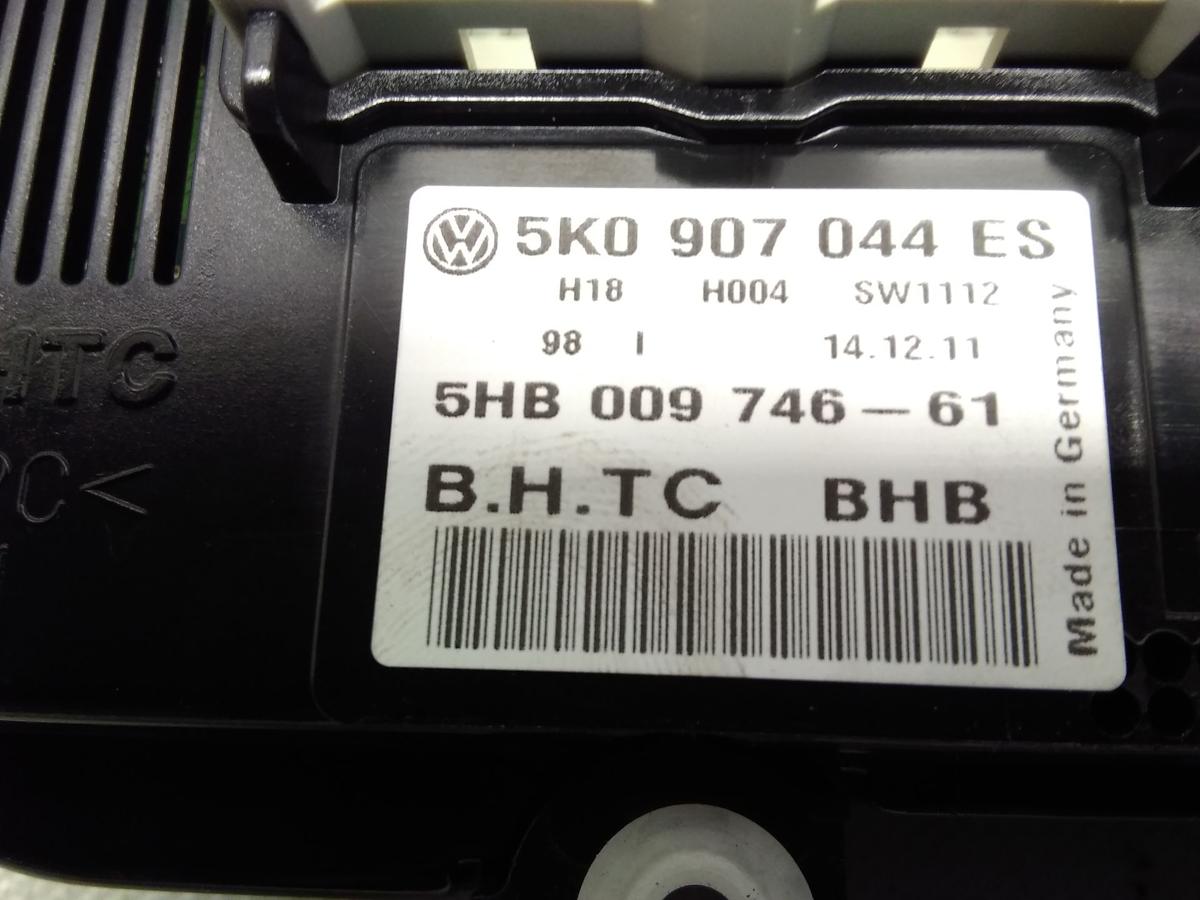 5K0 907 044 ES
H18 H004 SW1112
98 I 14.12.11
5HB 009 746-61
B.H.TC BHB
Made in Germany
HTC
C<